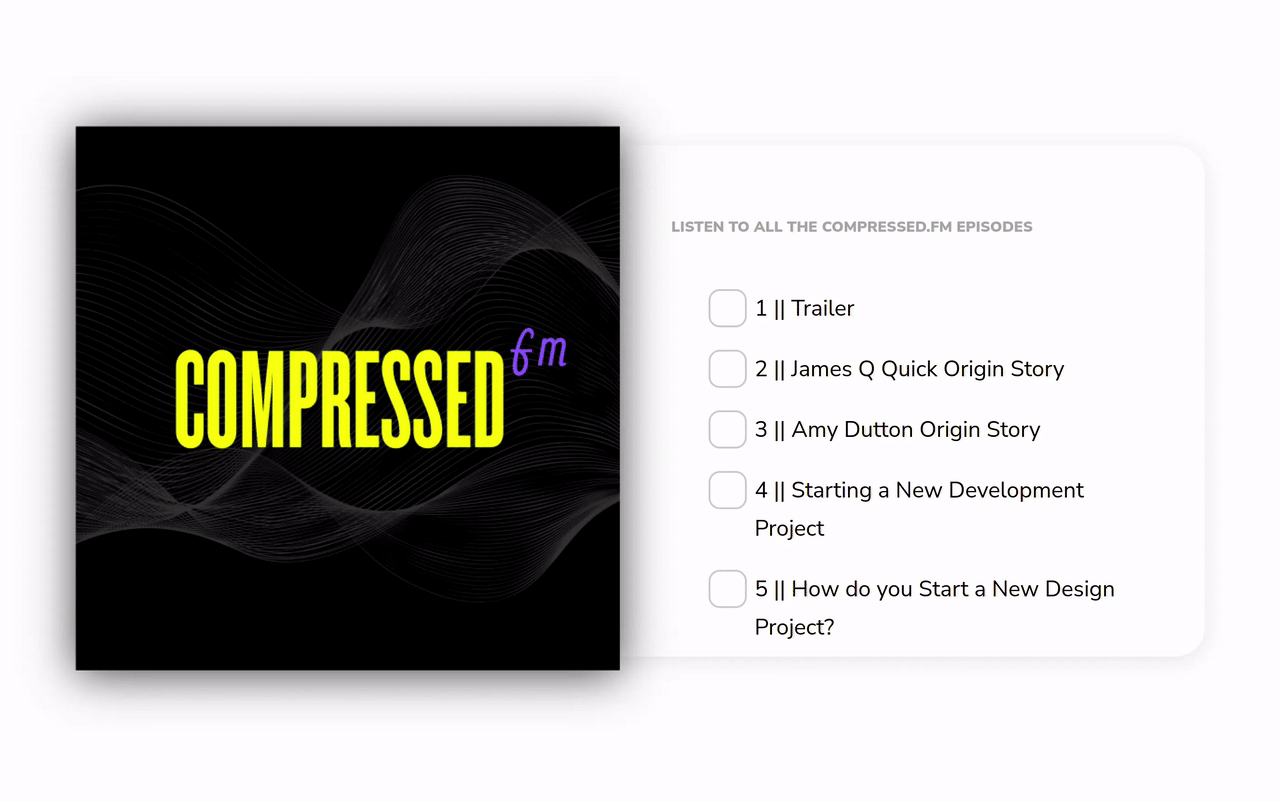 COMPRESSED fm
LISTEN TO ALL THE COMPRESSED.FM EPISODES
1 || Trailer
2 || James Q Quick Origin Story
3 || Amy Dutton Origin Story
4 || Starting a New Development
Project
5 || How do you Start a New Design
Project?